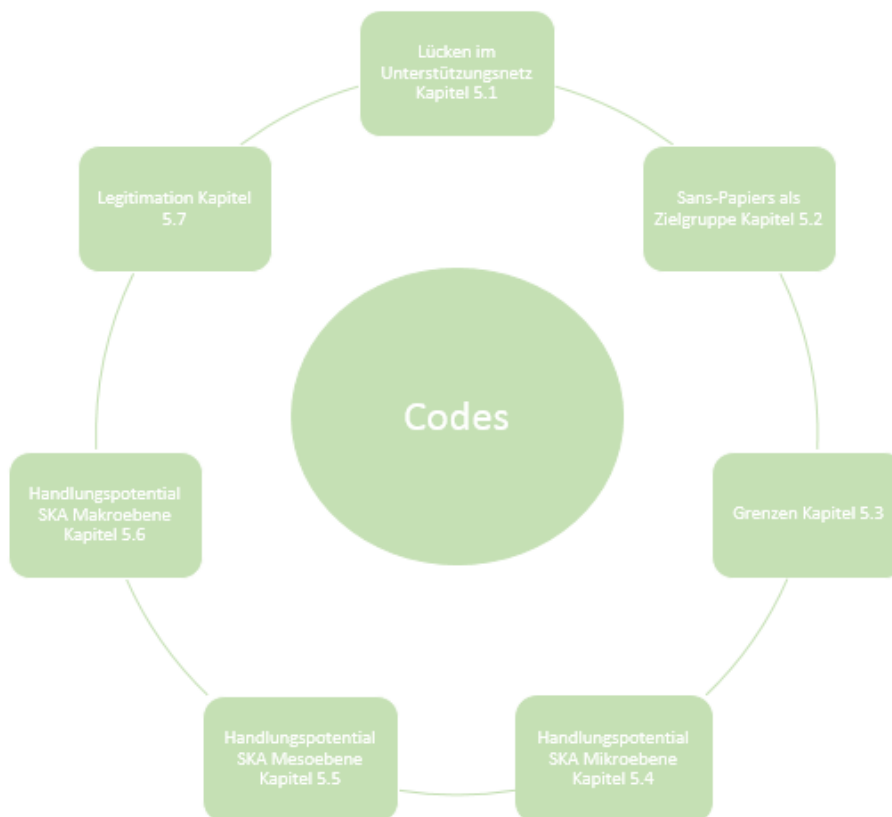 Lücken im
Unterstützungsnetz
Kapitel 5.1
Sans-Papiers als
Zielgruppe Kapitel 5.2
Grenzen Kapitel 5.3
Handlungspotential
SKA Mikroebene
Kapitel 5.4
Handlungspotential
SKA Mesoebene
Kapitel 5.5
Handlungspotential
SKA Makroebene
Kapitel 5.6
Legitimation Kapitel
5.7
Codes